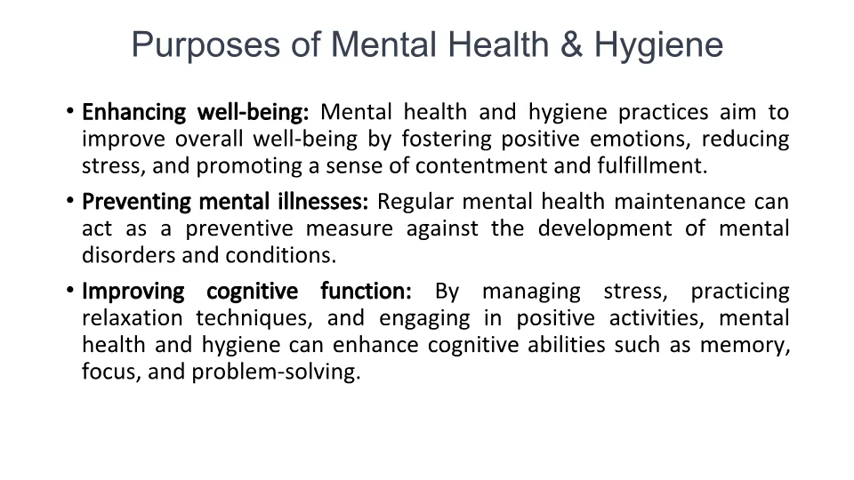 Purposes of Mental Health & Hygiene
• Enhancing well-being: Mental health and hygiene practices aim to
improve overall well-being by fostering positive emotions, reducing
stress, and promoting a sense of contentment and fulfillment.
• Preventing mental illnesses: Regular mental health maintenance can
act as a preventive measure against the development of mental
disorders and conditions.
• Improving cognitive function: By managing stress, practicing
relaxation techniques, and engaging in positive activities, mental
health and hygiene can enhance cognitive abilities such as memory,
focus, and problem-solving.